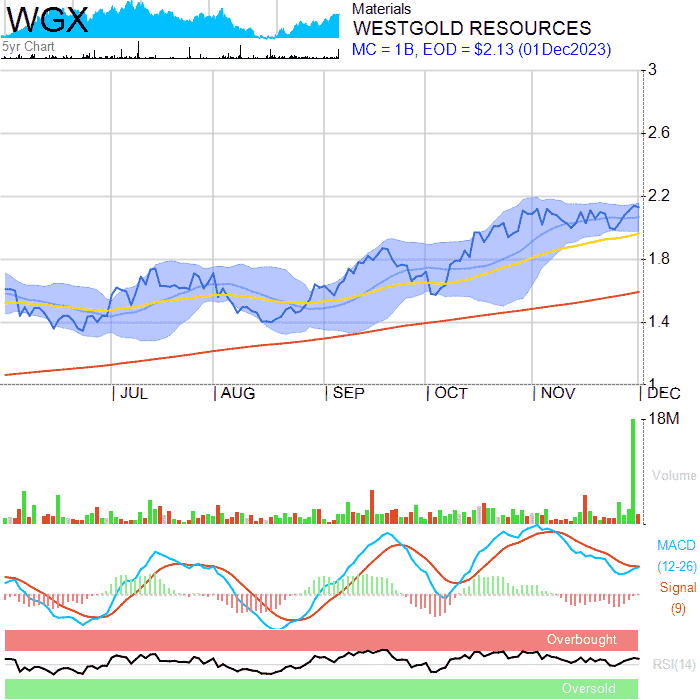 WGX
5yr Chart
Materials
WESTGOLD RESOURCES
MC = 1B, EOD = $2.13 (01Dec2023)
3
2.6
2.2
1.8
1.4
1
JUL AUG SEP OCT NOV DEC
18M
Volume
MACD
(12-26)
Signal
(9)
Overbought
RSI(14)
Oversold